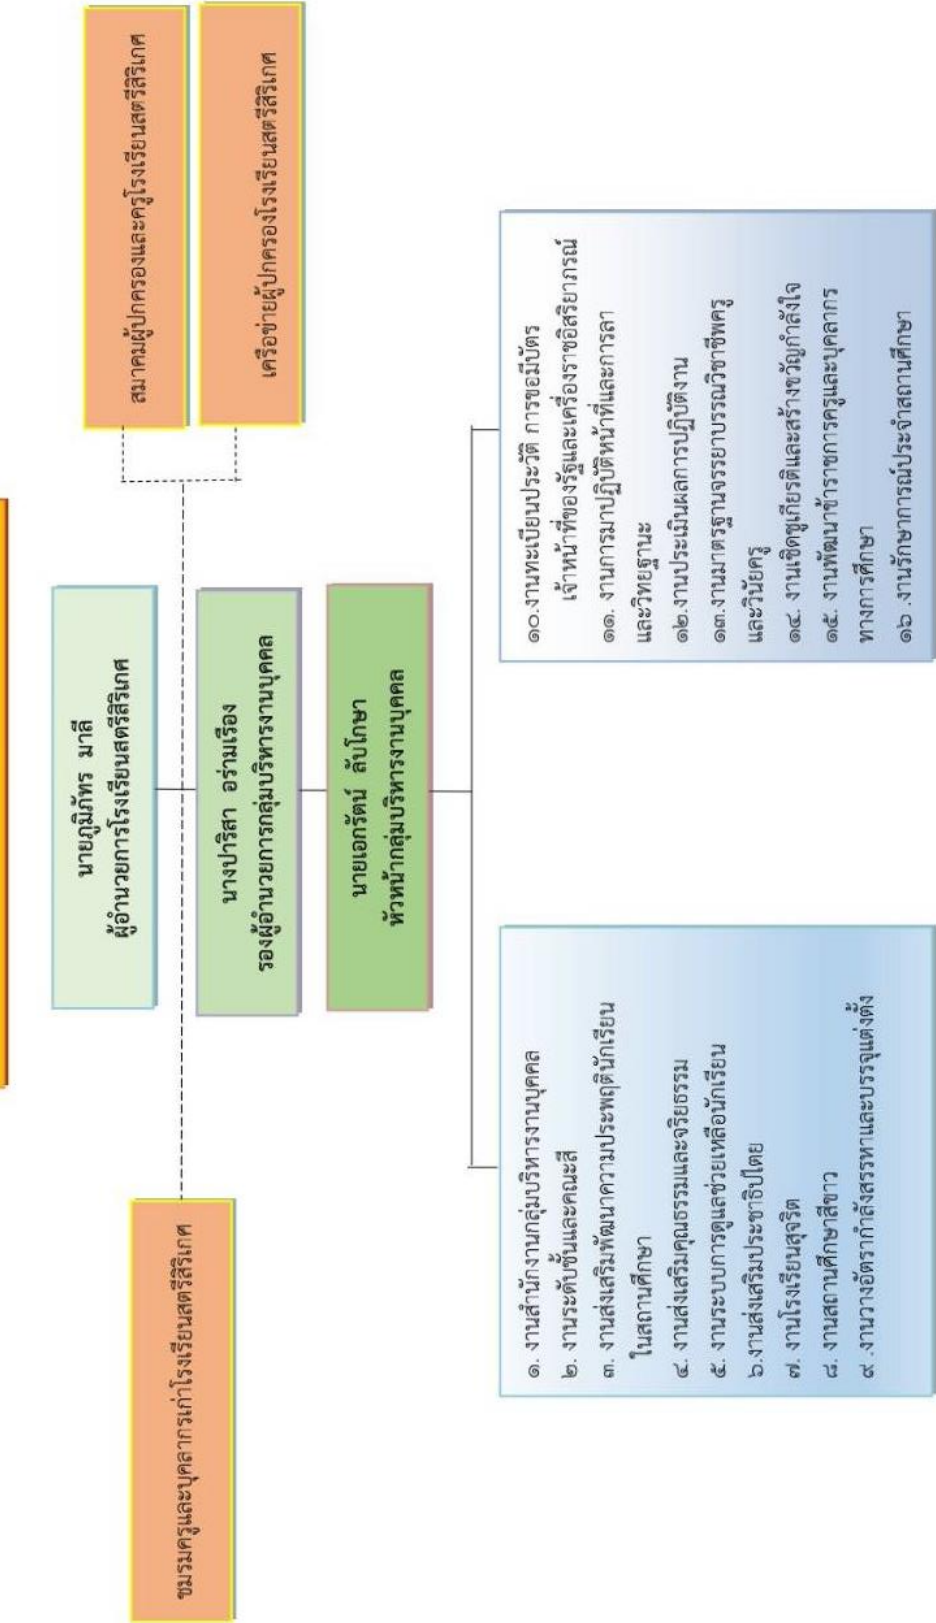 นายภูมิภัทร มาลี
ผู้อำนวยการโรงเรียนสตรีสิริเกศ
สมาคมผู้ปกครองและครูโรงเรียนสตรีสิริเกศ
ชมรมครูและบุคลากรเก่าโรงเรียนสตรีสิริเกศ
เครือข่ายผู้ปกครองโรงเรียนสตรีสิริเกศ
นางปาริสา อร่ามเรือง
รองผู้อำนวยการกลุ่มบริหารงานบุคคล
นายเอกรัตน์ ลับโกษา
หัวหน้ากลุ่มบริหารงานบุคคล
๑. งานสำนักงานกลุ่มบริหารงานบุคคล
๒. งานระดับชั้นและคณะสี
๓. งานส่งเสริมพัฒนาความประพฤตินักเรียน
ในสถานศึกษา
๔. งานส่งเสริมคุณธรรมและจริยธรรม
๕. งานระบบการดูแลช่วยเหลือนักเรียน
๖.งานส่งเสริมประชาธิปไตย
๗. งานโรงเรียนสุจริต
๘. งานสถานศึกษาสีขาว
๙ .งานวางอัตรากำลังสรรหาและบรรจุแต่งตั้ง
๑๐.งานทะเบียนประวัติ การขอมีบัตร
เจ้าหน้าที่ของรัฐและเครื่องราชอิสริยาภรณ์
๑๑. งานการมาปฏิบัติหน้าที่และการลา
และวิทยฐานะ
๑๒.งานประเมินผลการปฏิบัติงาน
๑๓.งานมาตรฐานจรรยาบรรณวิชาชีพครู
และวินัยครู
๑๔. งานเชิดชูเกียรติและสร้างขวัญกำลังใจ
๑๕. งานพัฒนาข้าราชการครูและบุคลากร
ทางการศึกษา
๑๖ .งานรักษาการณ์ประจำสถานศึกษา